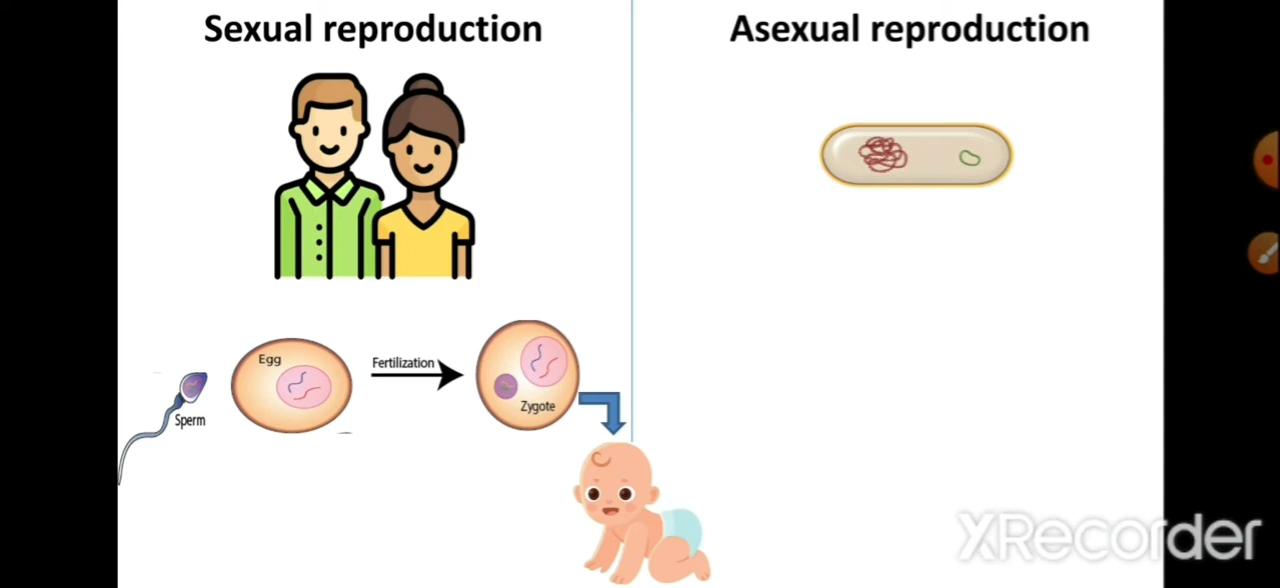 Sexual reproduction
Asexual reproduction
Egg
Fertilization
Sperm
Zygote
XRecorder